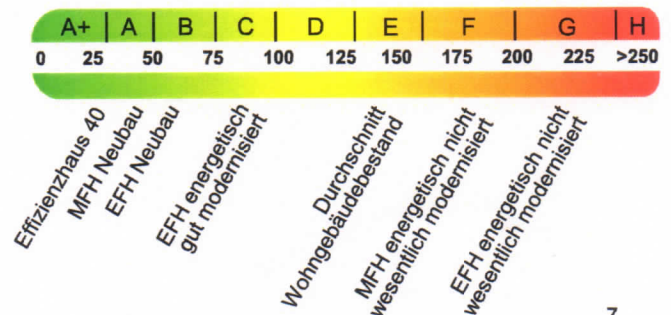 A+ | A | B | C | D | E | F | G | H
0 25 50 75 100 125 150 175 200 225 >250
Effizienzhaus 40
MFH Neubau
EFH Neubau
EFH energetisch
gut modernisiert
Durchschnitt
Wohngebäudebestand
MFH energetisch nicht
wesentlich modernisiert
EFH energetisch nicht
wesentlich modernisiert